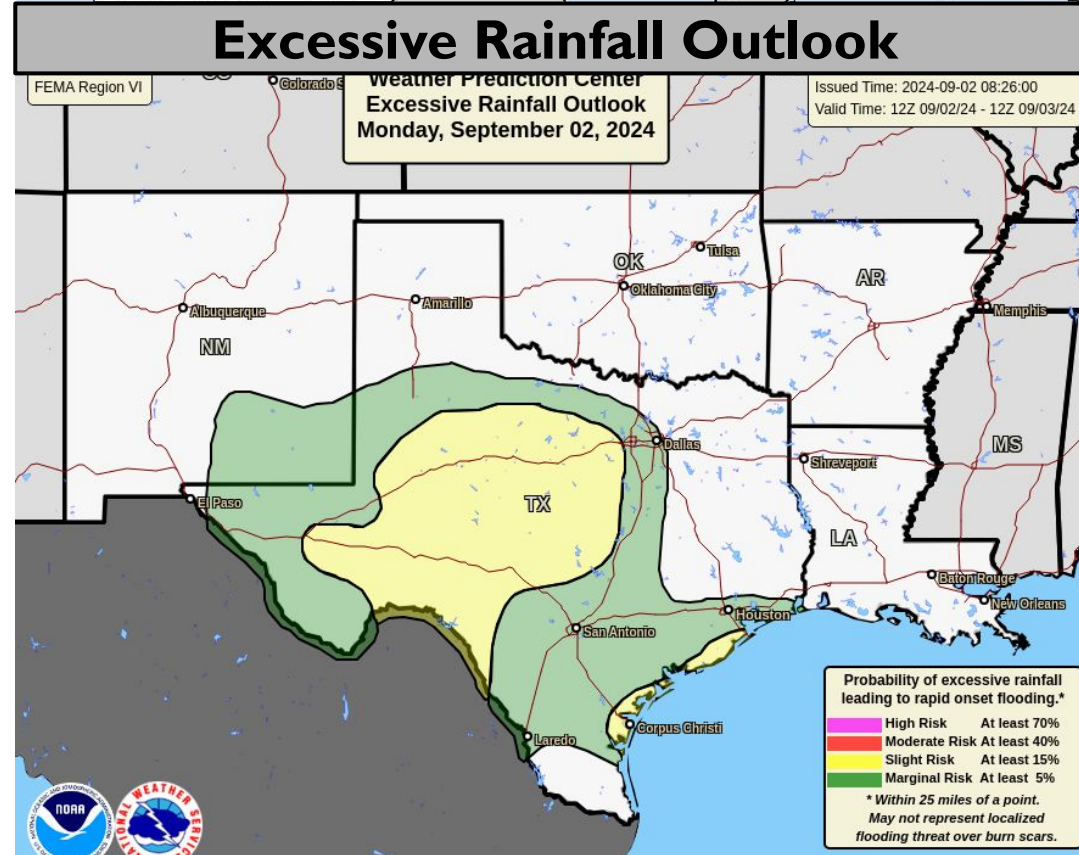 Excessive Rainfall Outlook
FEMA Region VI
Weather Prediction Center
Excessive Rainfall Outlook
Monday, September 02, 2024
Issued Time: 2024-09-02 08:26:00
Valid Time: 12Z 09/02/24 - 12Z 09/03/24
Colorado S
Tulsa
OK
Oklahoma City
AR
Albuquerque
Amarillo
Memphis
NM
Dallas
MS
Shreveport
El Paso
TX
LA
Baton Rouge
New Orleans
Houston
San Antonio
Corpus Christi
Laredo
Probability of excessive rainfall
leading to rapid onset flooding.*
High Risk At least 70%
Moderate Risk At least 40%
Slight Risk At least 15%
Marginal Risk At least 5%
* Within 25 miles of a point.
May not represent localized
flooding threat over burn scars.
NOAA
NATIONAL WEATHER SERVICE